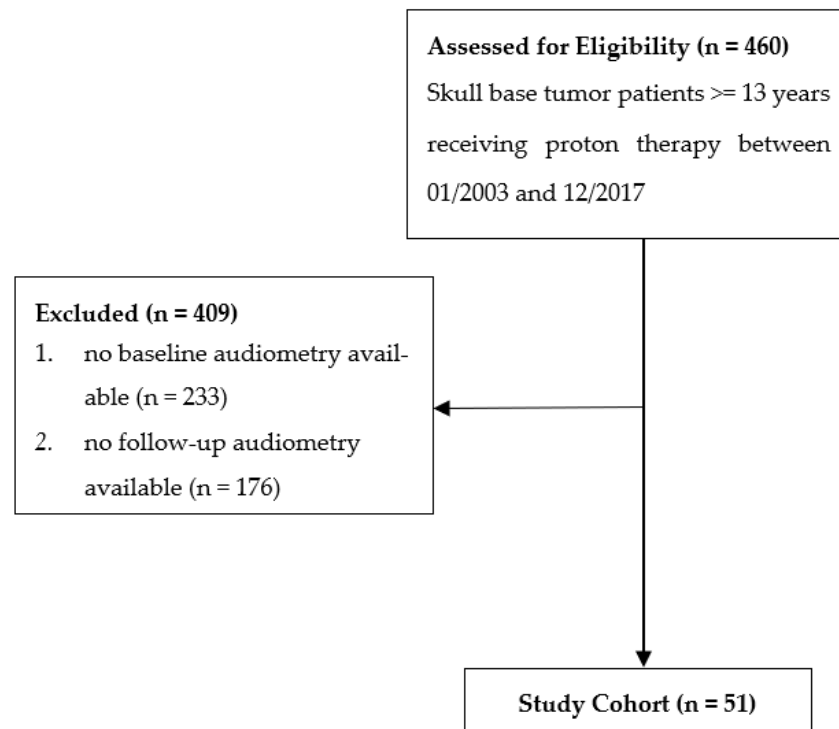 Assessed for Eligibility (n = 460)
Skull base tumor patients >= 13 years
receiving proton therapy between
01/2003 and 12/2017
Excluded (n = 409)
1. no baseline audiometry avail-
able (n = 233)
2. no follow-up audiometry
available (n = 176)
Study Cohort (n = 51)